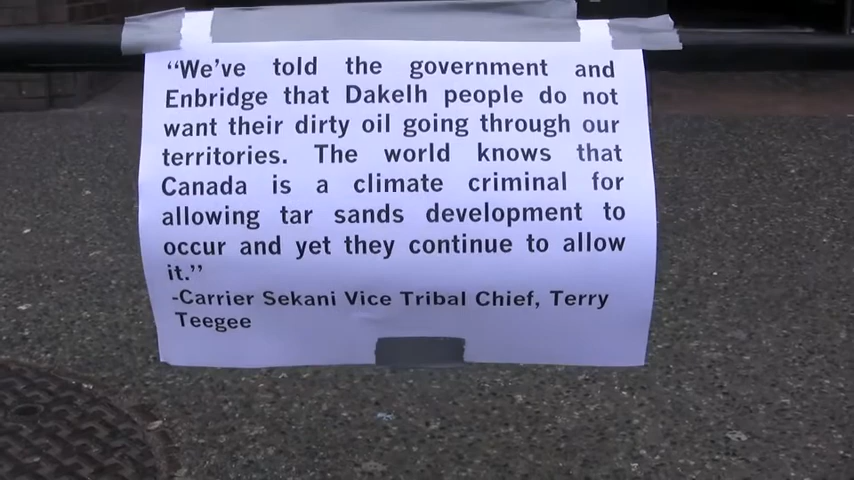 “We’ve told the government and
Enbridge that Dakelh people do not
want their dirty oil going through our
territories. The world knows that
Canada is a climate criminal for
allowing tar sands development to
occur and yet they continue to allow
it.”
-Carrier Sekani Vice Tribal Chief, Terry
Teegee